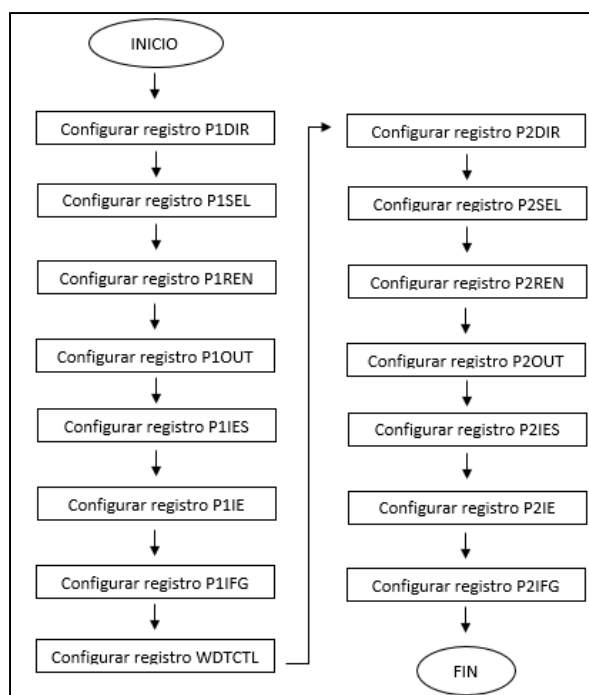 INICIO
Configurar registro P1DIR
Configurar registro P1SEL
Configurar registro P1REN
Configurar registro P1OUT
Configurar registro P1IES
Configurar registro P1IE
Configurar registro P1IFG
Configurar registro WDTCTL
Configurar registro P2DIR
Configurar registro P2SEL
Configurar registro P2REN
Configurar registro P2OUT
Configurar registro P2IES
Configurar registro P2IE
Configurar registro P2IFG
FIN